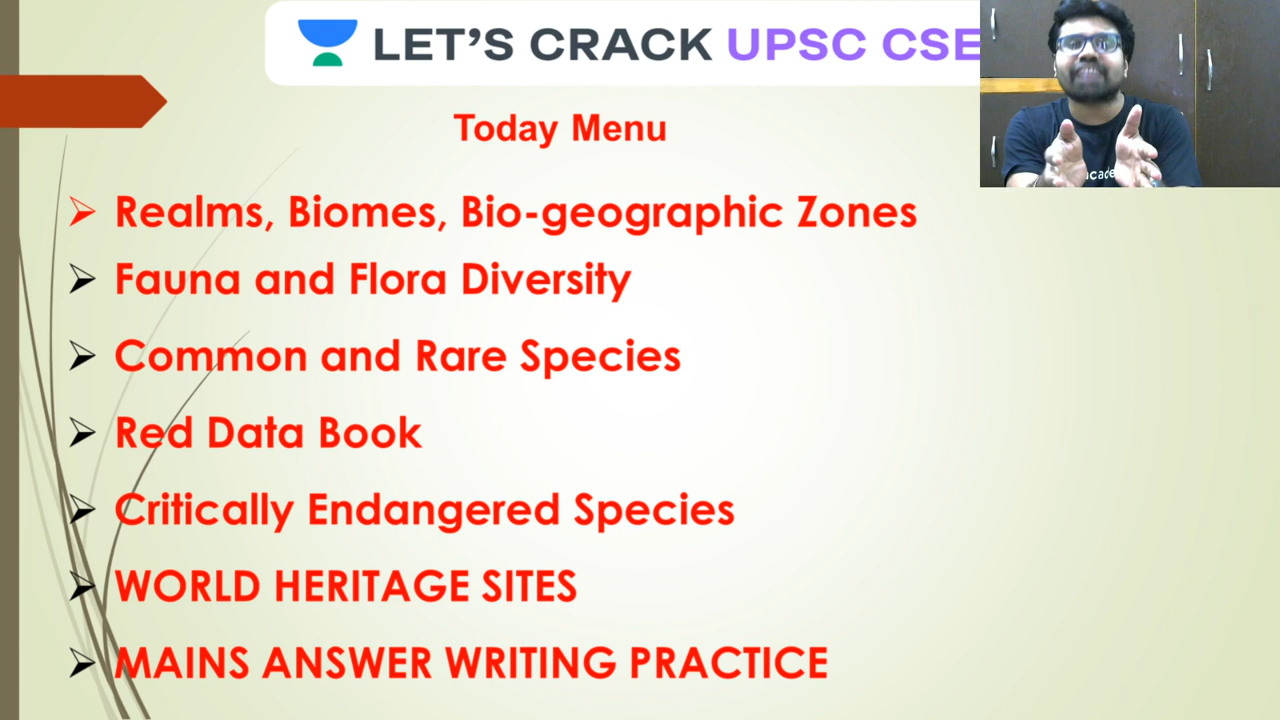 LET'S CRACK UPSC CSE
Today Menu
Realms, Biomes, Bio-geographic Zones
Fauna and Flora Diversity
Common and Rare Species
Red Data Book
Critically Endangered Species
WORLD HERITAGE SITES
MAINS ANSWER WRITING PRACTICE